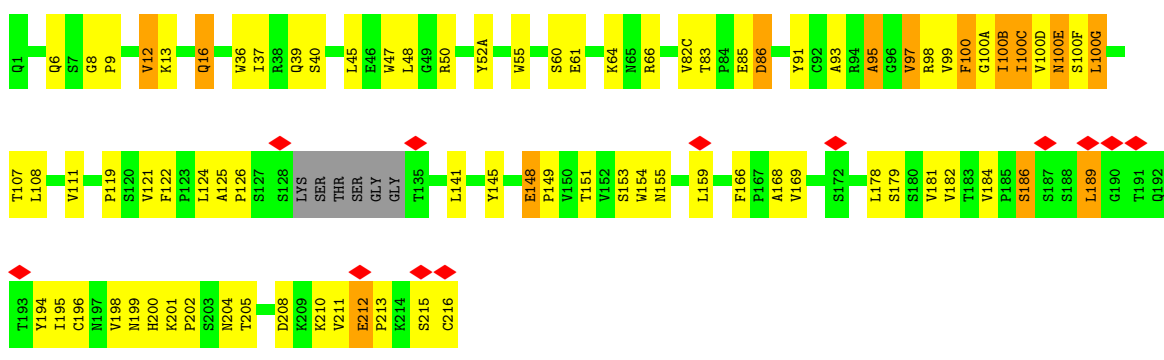 Q1 Q6 S7 G8 P9 V12 K13 Q16 W36 I37 R38 Q39 S40 L45 E46 W47 L48 G49 R50 Y52A W55 S60 E61 K64 N65 R66 V82C T83 P84 E85 D86 Y91 C92 A93 R94 A95 G96 V97 R98 V99 F100 G100A I100B I100C V100D N100E S100F L100G
T107 L108 V111 P119 S120 V121 F122 P123 L124 A125 P126 S127 S128 LYS SER THR SER GLY GLY T135 L141 Y145 E148 P149 V150 T151 V152 S153 W154 N155 L159 F166 P167 A168 V169 S172 L178 S179 S180 V181 V182 T183 V184 P185 S186 S187 S188 L189 G190 T191 Q192
T193 Y194 I195 C196 N197 V198 N199 H200 K201 P202 S203 N204 T205 D208 K209 K210 V211 E212 P213 K214 S215 C216